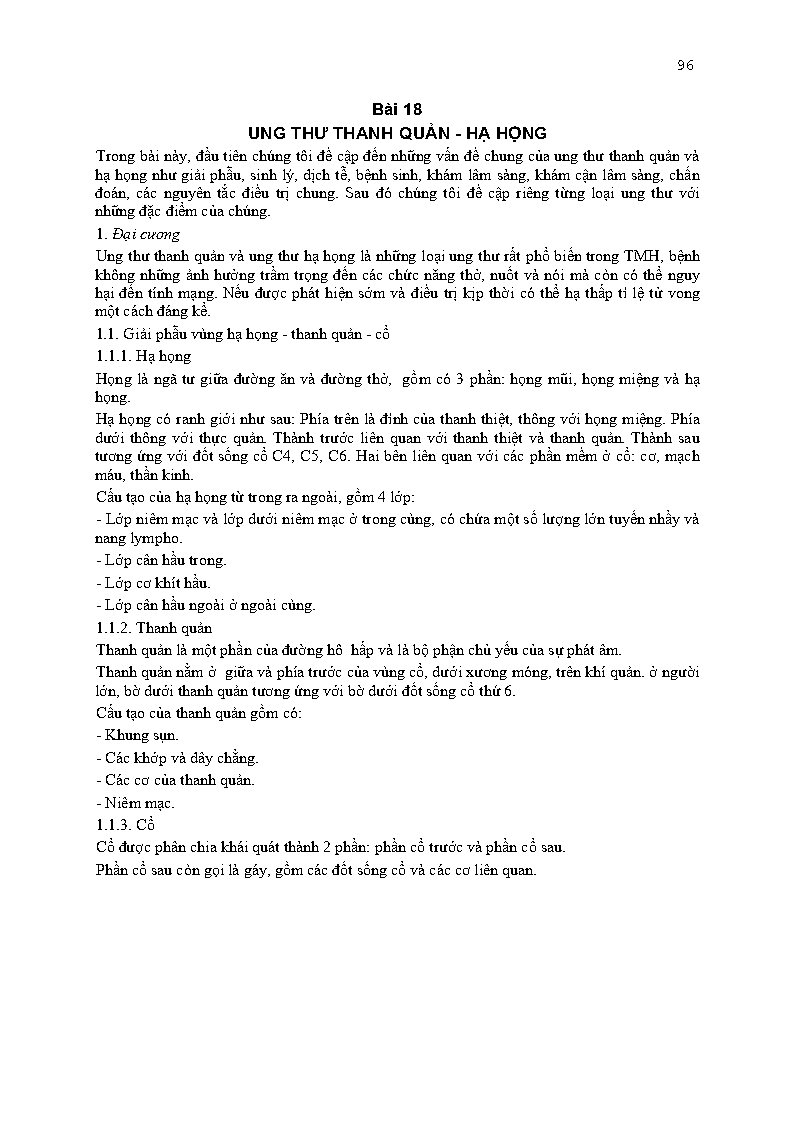 96
Bài 18
UNG THƯ THANH QUẢN - HẠ HỌNG
Trong bài này, đầu tiên chúng tôi đề cập đến những vấn đề chung của ung thư thanh quản và
hạ họng như giải phẫu, sinh lý, dịch tễ, bệnh sinh, khám lâm sàng, khám cận lâm sàng, chẩn
đoán, các nguyên tắc điều trị chung. Sau đó chúng tôi đề cập riêng từng loại ung thư với
những đặc điểm của chúng.
1. Đại cương
Ung thư thanh quản và ung thư hạ họng là những loại ung thư rất phổ biến trong TMH, bệnh
không những ảnh hưởng trầm trọng đến các chức năng thở, nuốt và nói mà còn có thể nguy
hại đến tính mạng. Nếu được phát hiện sớm và điều trị kịp thời có thể hạ thấp tỉ lệ tử vong
một cách đáng kể.
1.1. Giải phẫu vùng hạ họng - thanh quản - cổ
1.1.1. Hạ họng
Họng là ngã tư giữa đường ăn và đường thở,  gồm có 3 phần: họng mũi, họng miệng và hạ
họng.
Hạ họng có ranh giới như sau: Phía trên là đỉnh của thanh thiệt, thông với họng miệng. Phía
dưới thông với thực quản. Thành trước liên quan với thanh thiệt và thanh quản. Thành sau
tương ứng với đốt sống cổ C4, C5, C6. Hai bên liên quan với các phần mềm ở cổ: cơ, mạch
máu, thần kinh.
Cấu tạo của hạ họng từ trong ra ngoài, gồm 4 lớp:
- Lớp niêm mạc và lớp dưới niêm mạc ở trong cùng, có chứa một số lượng lớn tuyến nhầy và
nang lympho.
- Lớp cân hầu trong.
- Lớp cơ khít hầu.
- Lớp cân hầu ngoài ở ngoài cùng.
1.1.2. Thanh quản
Thanh quản là một phần của đường hô  hấp và là bộ phận chủ yếu của sự phát âm.
Thanh quản nằm ở  giữa và phía trước của vùng cổ, dưới xương móng, trên khí quản. ở người
lớn, bờ dưới thanh quản tương ứng với bờ dưới đốt sống cổ thứ 6.
Cấu tạo của thanh quản gồm có:
- Khung sụn.
- Các khớp và dây chằng.
- Các cơ của thanh quản.
- Niêm mạc.
1.1.3. Cổ
Cổ được phân chia khái quát thành 2 phần: phần cổ trước và phần cổ sau.
Phần cổ sau còn gọi là gáy, gồm các đốt sống cổ và các cơ liên quan.